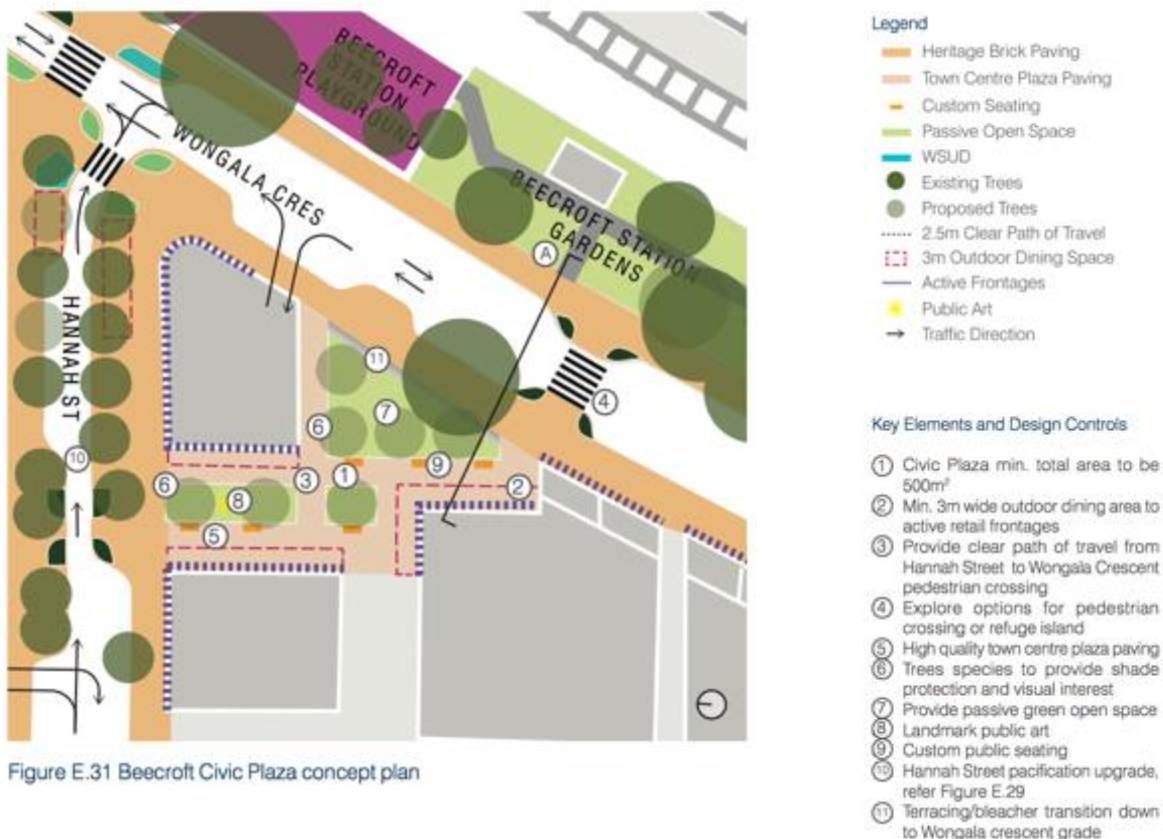 BEECROFT
STATION
PLAYGROUND
WONGALA CRES
BEECROFT STATION
GARDENS
A
HANNAH ST
11
7
4
6
9
10
6
3
1
2
8
5
Figure E.31 Beecroft Civic Plaza concept plan
Legend
Heritage Brick Paving
Town Centre Plaza Paving
Custom Seating
Passive Open Space
WSUD
Existing Trees
Proposed Trees
2.5m Clear Path of Travel
3m Outdoor Dining Space
Active Frontages
Public Art
Traffic Direction
Key Elements and Design Controls
1 Civic Plaza min. total area to be
500m²
2 Min. 3m wide outdoor dining area to
active retail frontages
3 Provide clear path of travel from
Hannah Street to Wongala Crescent
pedestrian crossing
4 Explore options for pedestrian
crossing or refuge island
5 High quality town centre plaza paving
6 Trees species to provide shade
protection and visual interest
7 Provide passive green open space
8 Landmark public art
9 Custom public seating
10 Hannah Street pacification upgrade,
refer Figure E.29
11 Terracing/bleacher transition down
to Wongala crescent grade